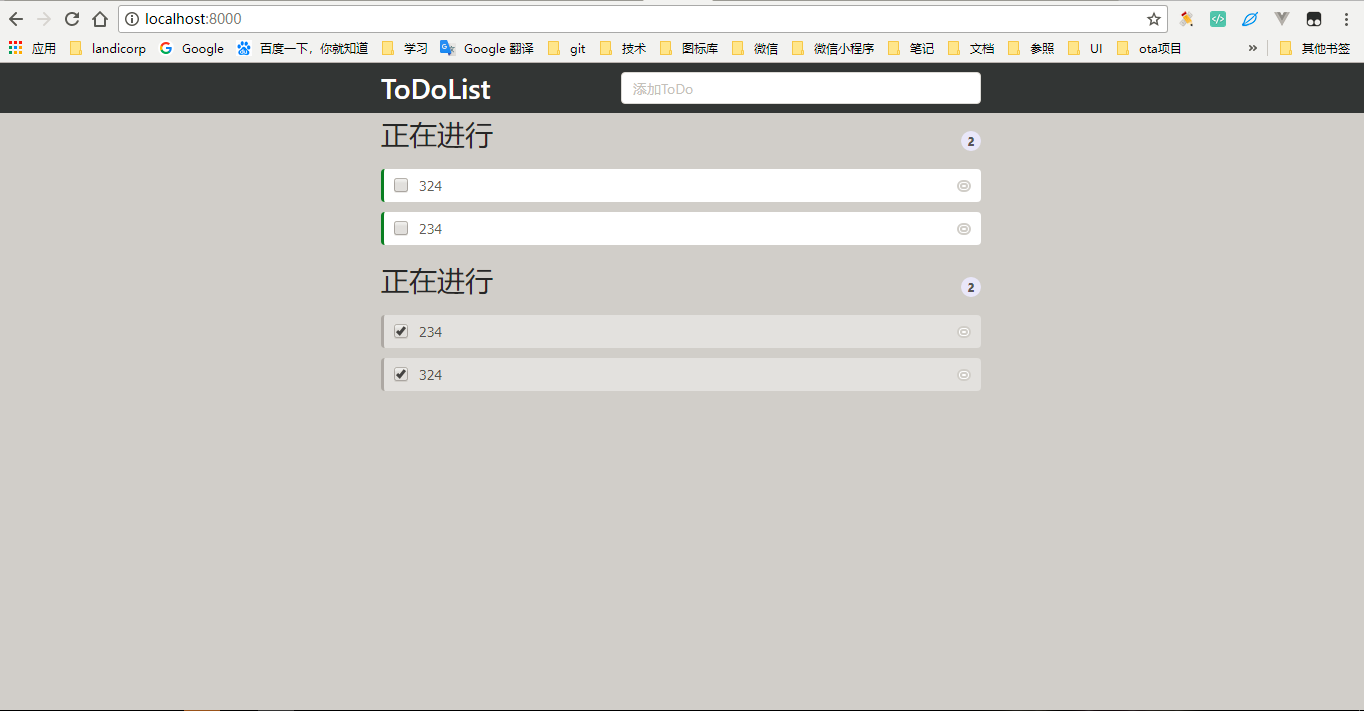 localhost:8000
应用 landicorp Google 百度一下，你就知道 学习 Google 翻译 git 技术 图标库 微信 微信小程序 笔记 文档 参照 UI ota项目 » 其他书签
ToDoList 添加ToDo
正在进行 2
324
234
正在进行 2
234
324